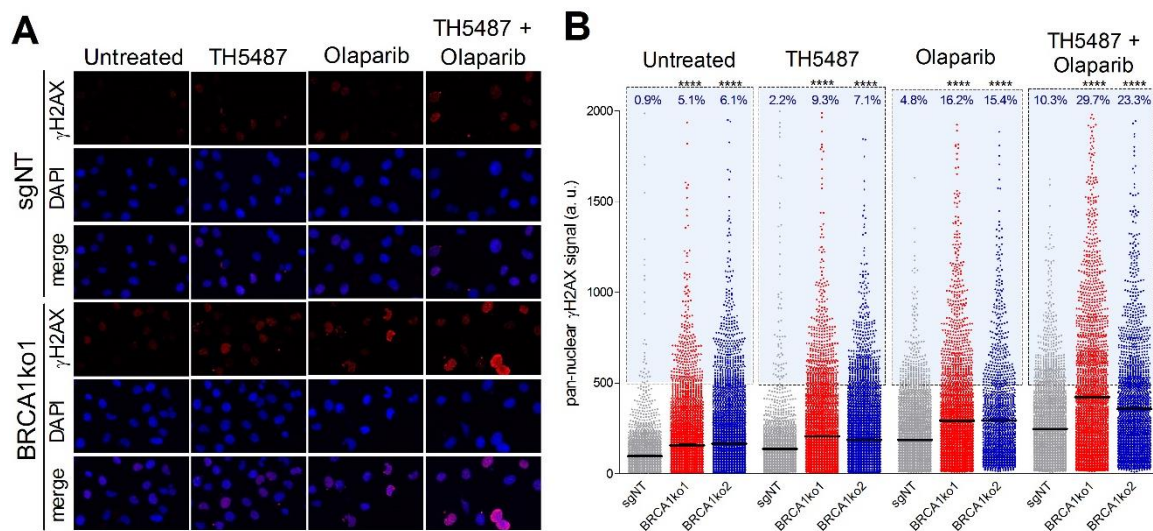 A
Untreated
TH5487
Olaparib
TH5487 +
Olaparib
sgNT
γH2AX
DAPI
merge
BRCA1ko1
γH2AX
DAPI
merge
B
Untreated
TH5487
Olaparib
TH5487 +
Olaparib
**** ****
**** ****
**** ****
**** ****
0.9% 5.1% 6.1%
2.2% 9.3% 7.1%
4.8% 16.2% 15.4%
10.3% 29.7% 23.3%
pan-nuclear γH2AX signal (a. u.)
2000
1500
1000
500
0
sgNT
BRCA1ko1
BRCA1ko2
sgNT
BRCA1ko1
BRCA1ko2
sgNT
BRCA1ko1
BRCA1ko2
sgNT
BRCA1ko1
BRCA1ko2